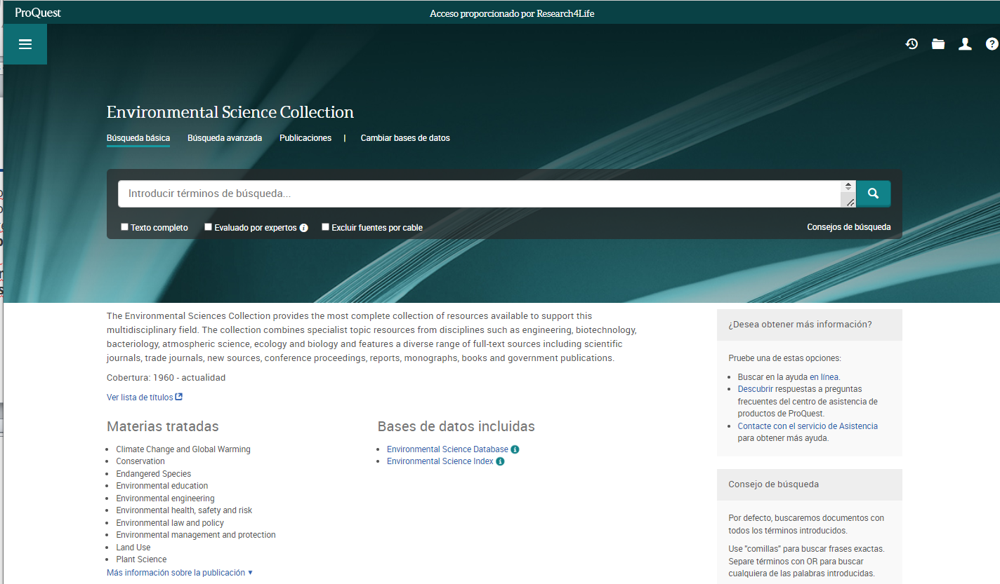 ProQuest
Acceso proporcionado por Research4Life
Environmental Science Collection
Búsqueda básica Búsqueda avanzada Publicaciones | Cambiar bases de datos
Introducir términos de búsqueda...
Texto completo Evaluado por expertos Excluir fuentes por cable Consejos de búsqueda
The Environmental Sciences Collection provides the most complete collection of resources available to support this
multidisciplinary field. The collection combines specialist topic resources from disciplines such as engineering, biotechnology,
bacteriology, atmospheric science, ecology and biology and features a diverse range of full-text sources including scientific
journals, trade journals, new sources, conference proceedings, reports, monographs, books and government publications.
Cobertura: 1960 - actualidad
Ver lista de títulos
Materias tratadas
Climate Change and Global Warming
Conservation
Endangered Species
Environmental education
Environmental engineering
Environmental health, safety and risk
Environmental law and policy
Environmental management and protection
Land Use
Plant Science
Más información sobre la publicación ▼
Bases de datos incluidas
Environmental Science Database
Environmental Science Index
¿Desea obtener más información?
Pruebe una de estas opciones:
Buscar en la ayuda en línea.
Descubrir respuestas a preguntas
frecuentes del centro de asistencia de
productos de ProQuest.
Contacte con el servicio de Asistencia
para obtener más ayuda.
Consejo de búsqueda
Por defecto, buscaremos documentos con
todos los términos introducidos.
Use "comillas" para buscar frases exactas.
Separe términos con OR para buscar
cualquiera de las palabras introducidas.